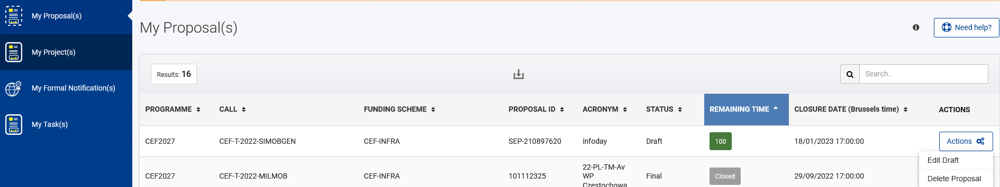 My Proposal(s)
My Project(s)
My Formal Notification(s)
My Task(s)
My Proposal(s)
Need help?
Results: 16
Search..
PROGRAMME CALL FUNDING SCHEME PROPOSAL ID ACRONYM STATUS REMAINING TIME CLOSURE DATE (Brussels time) ACTIONS
CEF2027 CEF-T-2022-SIMOBGEN CEF-INFRA SEP-210897620 infoday Draft 100 18/01/2023 17:00:00 Actions
Edit Draft
Delete Proposal
CEF2027 CEF-T-2022-MILMOB CEF-INFRA 101112325 22-PL-TM-Av
WP
Czestochowa Final Closed 29/09/2022 17:00:00